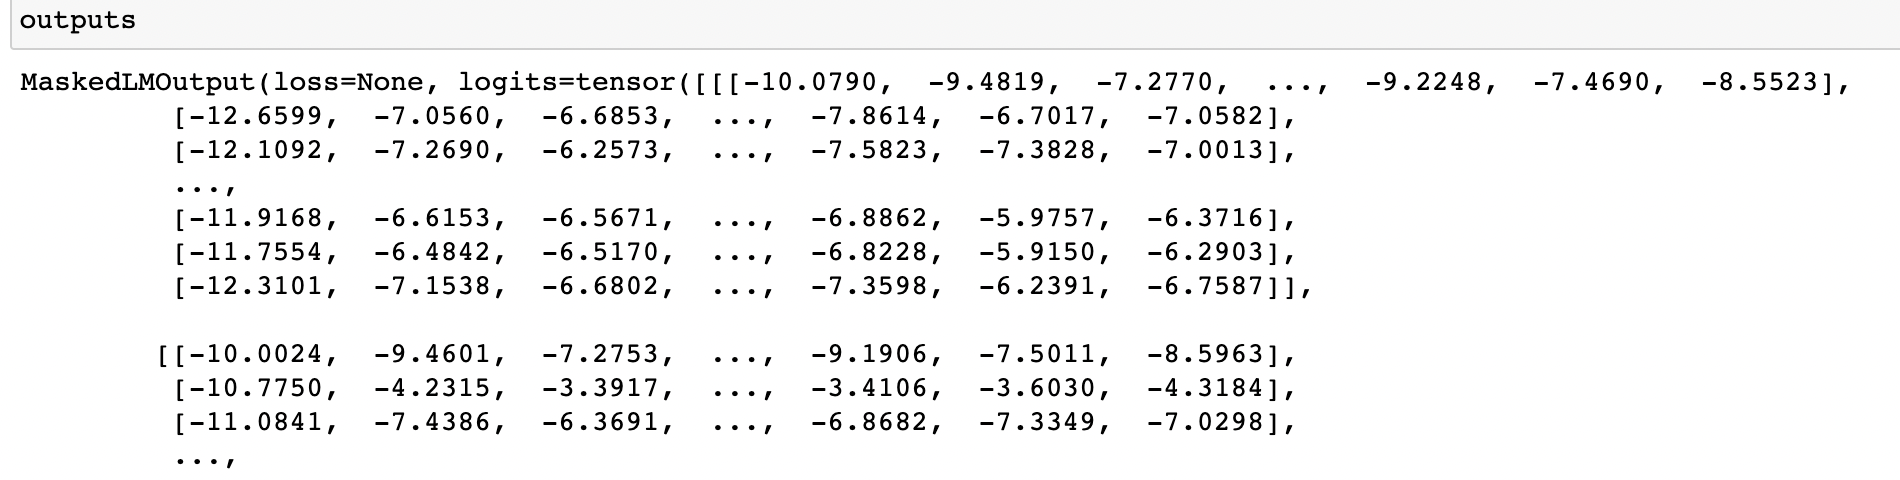 outputs
MaskedLMOutput(loss=None, logits=tensor([[[-10.0790,  -9.4819,  -7.2770,  ...,  -9.2248,  -7.4690,  -8.5523],
[-12.6599,  -7.0560,  -6.6853,  ...,  -7.8614,  -6.7017,  -7.0582],
[-12.1092,  -7.2690,  -6.2573,  ...,  -7.5823,  -7.3828,  -7.0013],
...,
[-11.9168,  -6.6153,  -6.5671,  ...,  -6.8862,  -5.9757,  -6.3716],
[-11.7554,  -6.4842,  -6.5170,  ...,  -6.8228,  -5.9150,  -6.2903],
[-12.3101,  -7.1538,  -6.6802,  ...,  -7.3598,  -6.2391,  -6.7587]],
[[-10.0024,  -9.4601,  -7.2753,  ...,  -9.1906,  -7.5011,  -8.5963],
[-10.7750,  -4.2315,  -3.3917,  ...,  -3.4106,  -3.6030,  -4.3184],
[-11.0841,  -7.4386,  -6.3691,  ...,  -6.8682,  -7.3349,  -7.0298],
...,